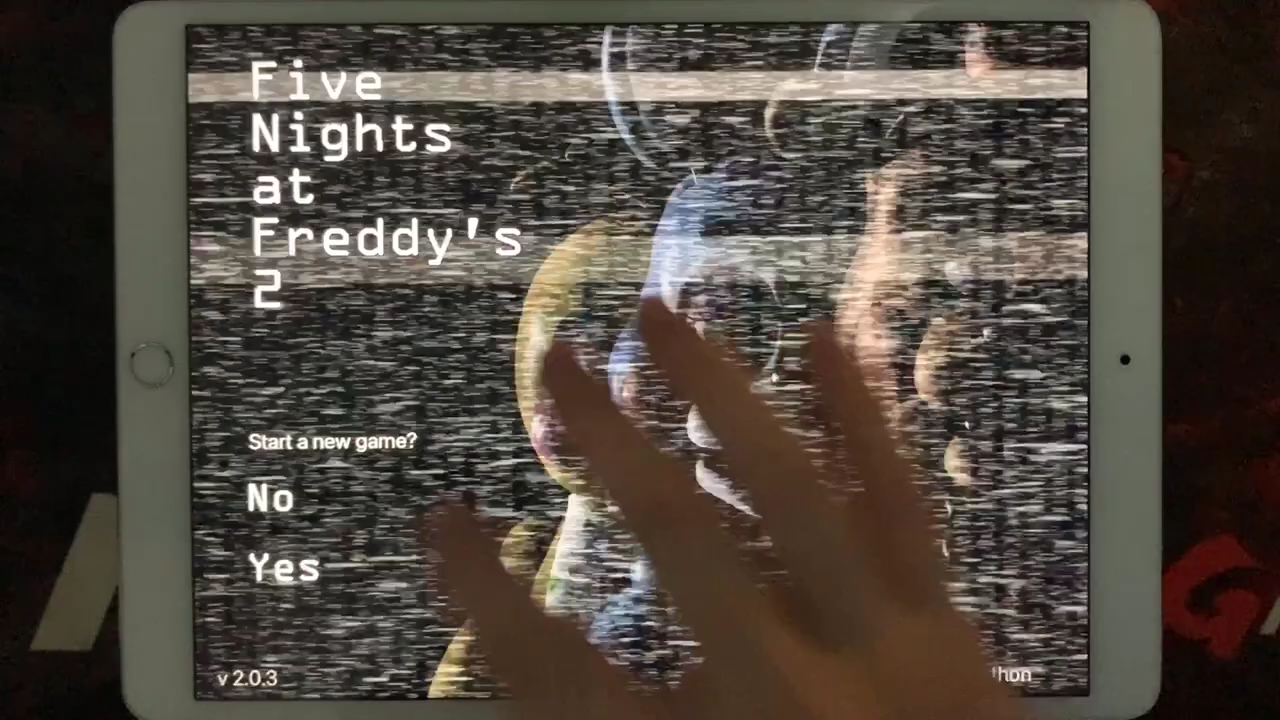 Five
Nights
at
Freddy's
2
Start a new game?
No
Yes
v 2.0.3